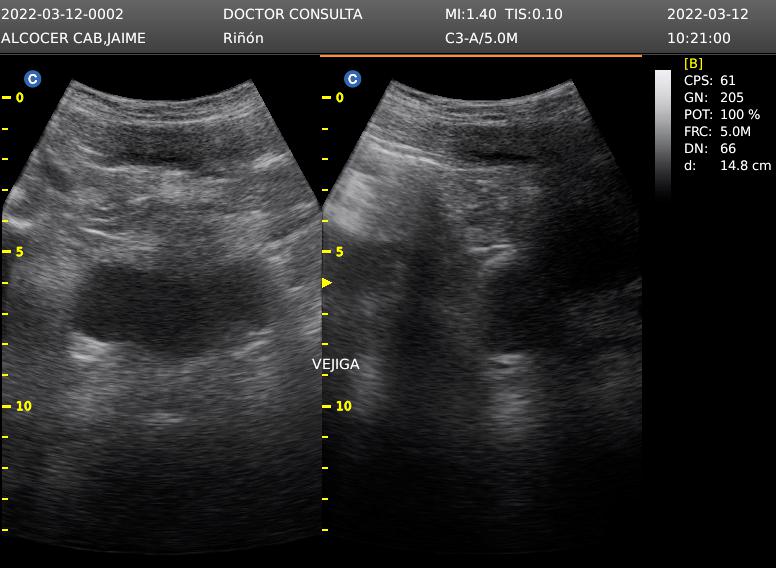 2022-03-12-0002 DOCTOR CONSULTA MI:1.40 TIS:0.10 2022-03-12
ALCOCER CAB,JAIME Riñón C3-A/5.0M 10:21:00
C
C
[B]
CPS: 61
GN: 205
POT: 100 %
FRC: 5.0M
DN: 66
d: 14.8 cm
0
5
10
0
5
10
VEJIGA